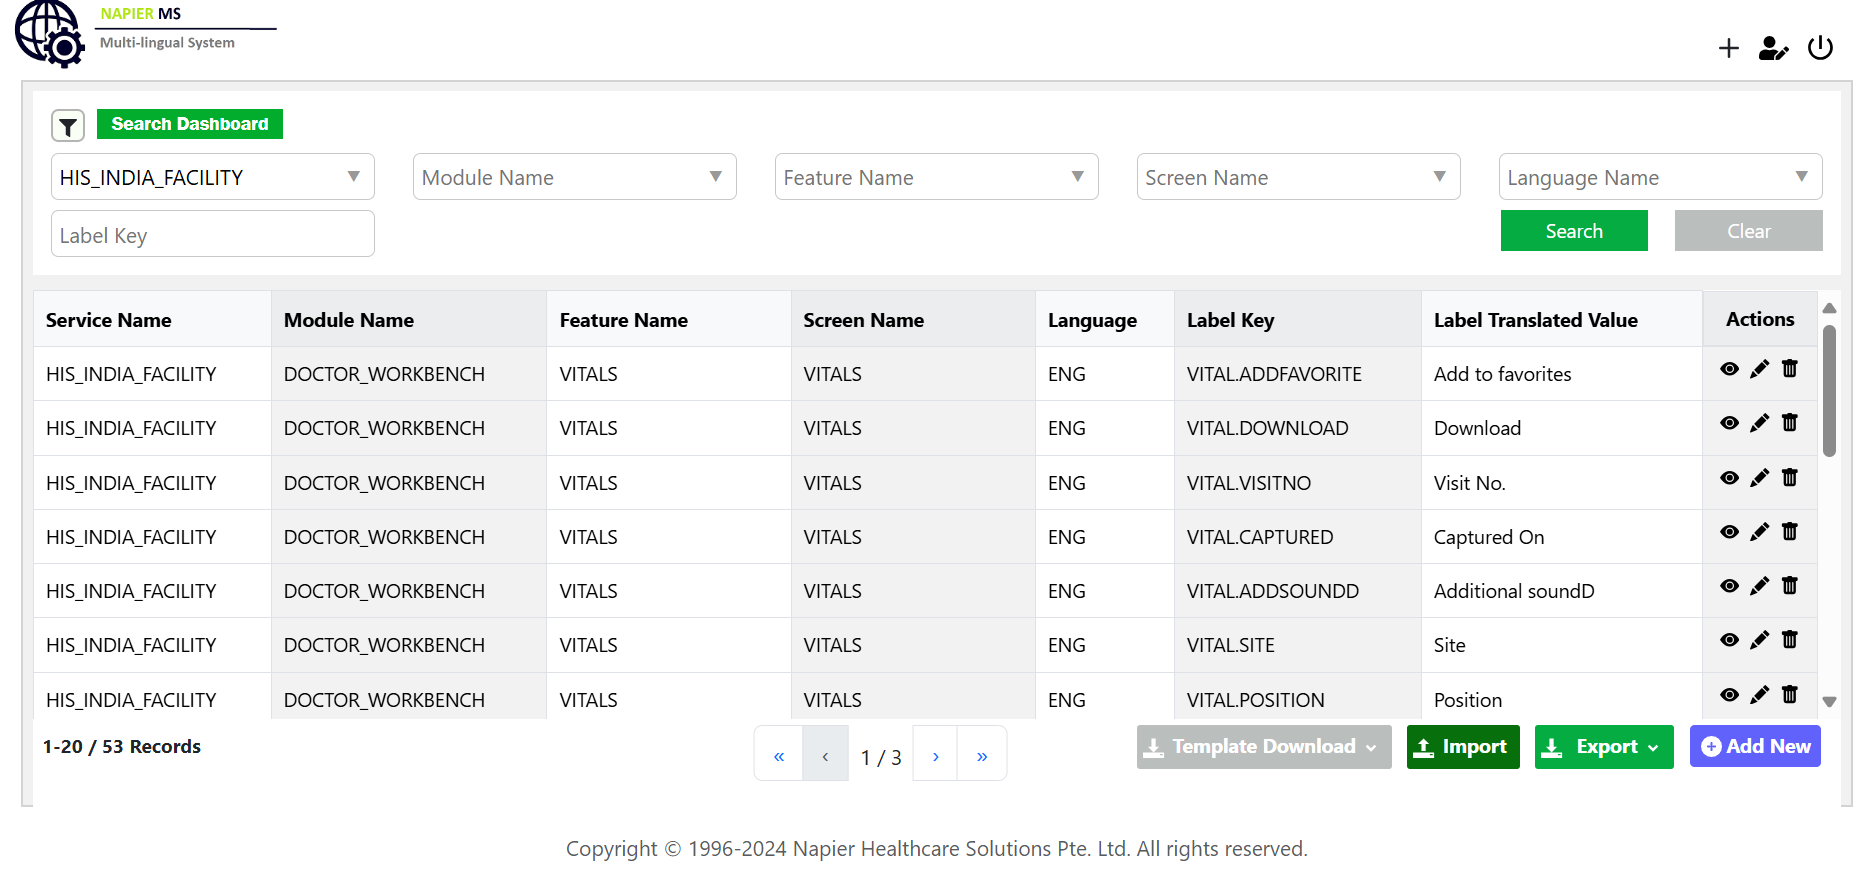 NAPIER MS
Multi-lingual System
Search Dashboard
HIS_INDIA_FACILITY Module Name Feature Name Screen Name Language Name
Label Key Search Clear
Service Name Module Name Feature Name Screen Name Language Label Key Label Translated Value Actions
HIS_INDIA_FACILITY DOCTOR_WORKBENCH VITALS VITALS ENG VITAL.ADDFAVORITE Add to favorites
HIS_INDIA_FACILITY DOCTOR_WORKBENCH VITALS VITALS ENG VITAL.DOWNLOAD Download
HIS_INDIA_FACILITY DOCTOR_WORKBENCH VITALS VITALS ENG VITAL.VISITNO Visit No.
HIS_INDIA_FACILITY DOCTOR_WORKBENCH VITALS VITALS ENG VITAL.CAPTURED Captured On
HIS_INDIA_FACILITY DOCTOR_WORKBENCH VITALS VITALS ENG VITAL.ADDSOUNDD Additional soundD
HIS_INDIA_FACILITY DOCTOR_WORKBENCH VITALS VITALS ENG VITAL.SITE Site
HIS_INDIA_FACILITY DOCTOR_WORKBENCH VITALS VITALS ENG VITAL.POSITION Position
1-20 / 53 Records « ‹ 1 / 3 › » Template Download Import Export Add New
Copyright © 1996-2024 Napier Healthcare Solutions Pte. Ltd. All rights reserved.